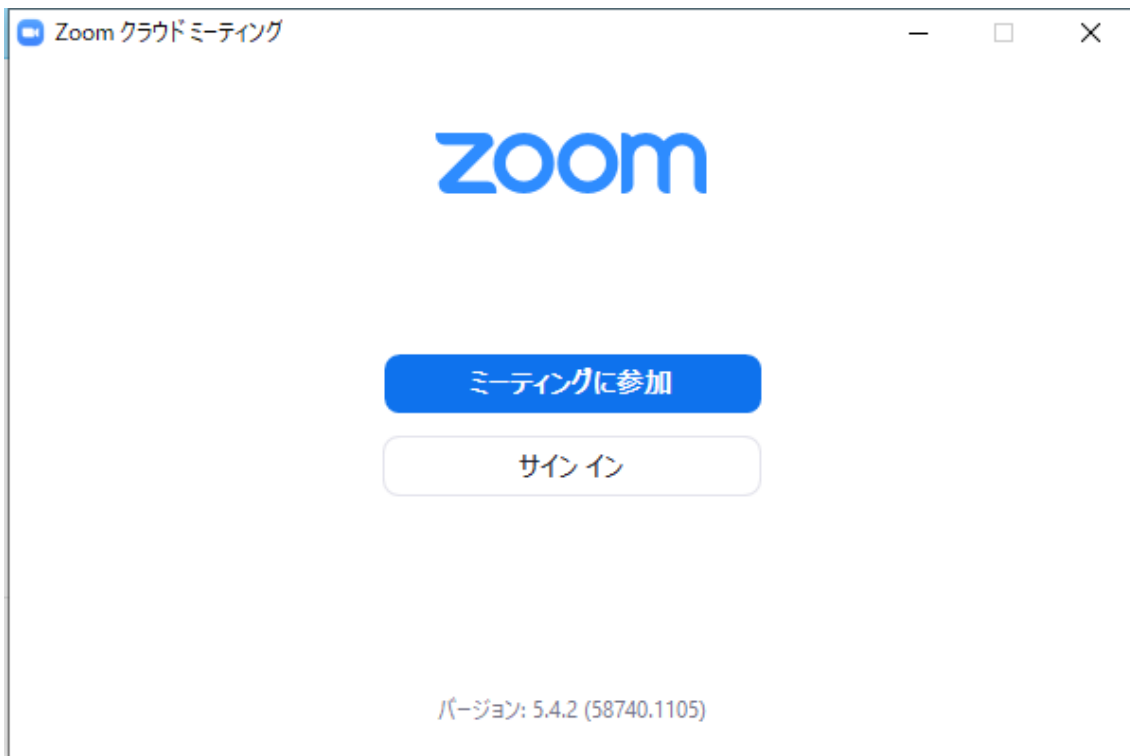 Zoom クラウド ミーティング
zoom
ミーティングに参加
サイン イン
バージョン: 5.4.2 (58740.1105)